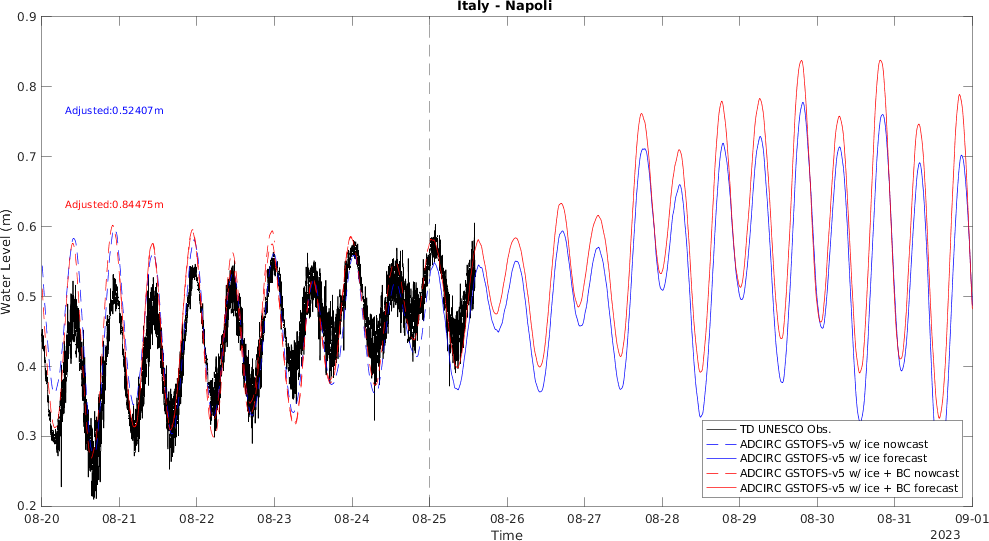 Italy - Napoli
Water Level (m)
0.9
0.8
0.7
0.6
0.5
0.4
0.3
0.2
Adjusted:0.52407m
Adjusted:0.84475m
TD UNESCO Obs.
ADCIRC GSTOFS-v5 w/ ice nowcast
ADCIRC GSTOFS-v5 w/ ice forecast
ADCIRC GSTOFS-v5 w/ ice + BC nowcast
ADCIRC GSTOFS-v5 w/ ice + BC forecast
08-20 08-21 08-22 08-23 08-24 08-25 08-26 08-27 08-28 08-29 08-30 08-31 09-01
Time
2023